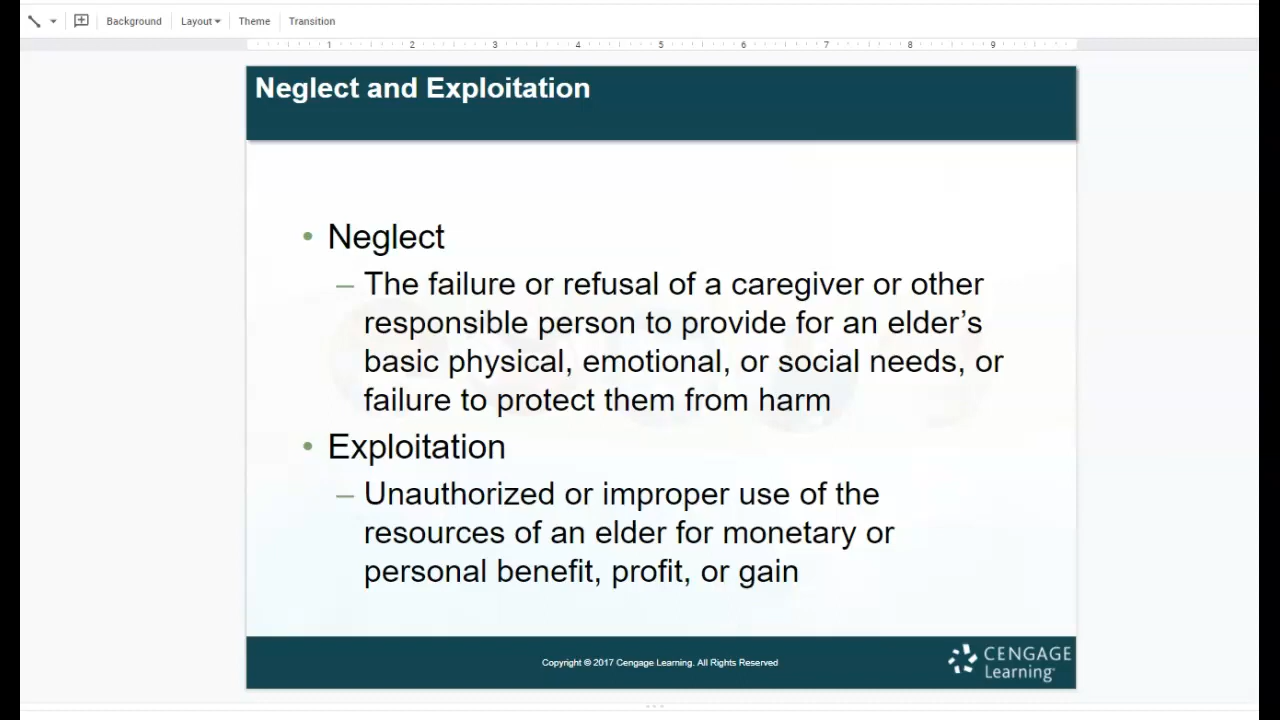 Background Layout Theme Transition
1 2 3 4 5 6 7 8 9
Neglect and Exploitation
• Neglect
– The failure or refusal of a caregiver or other
responsible person to provide for an elder’s
basic physical, emotional, or social needs, or
failure to protect them from harm
• Exploitation
– Unauthorized or improper use of the
resources of an elder for monetary or
personal benefit, profit, or gain
Copyright © 2017 Cengage Learning. All Rights Reserved
CENGAGE
Learning™